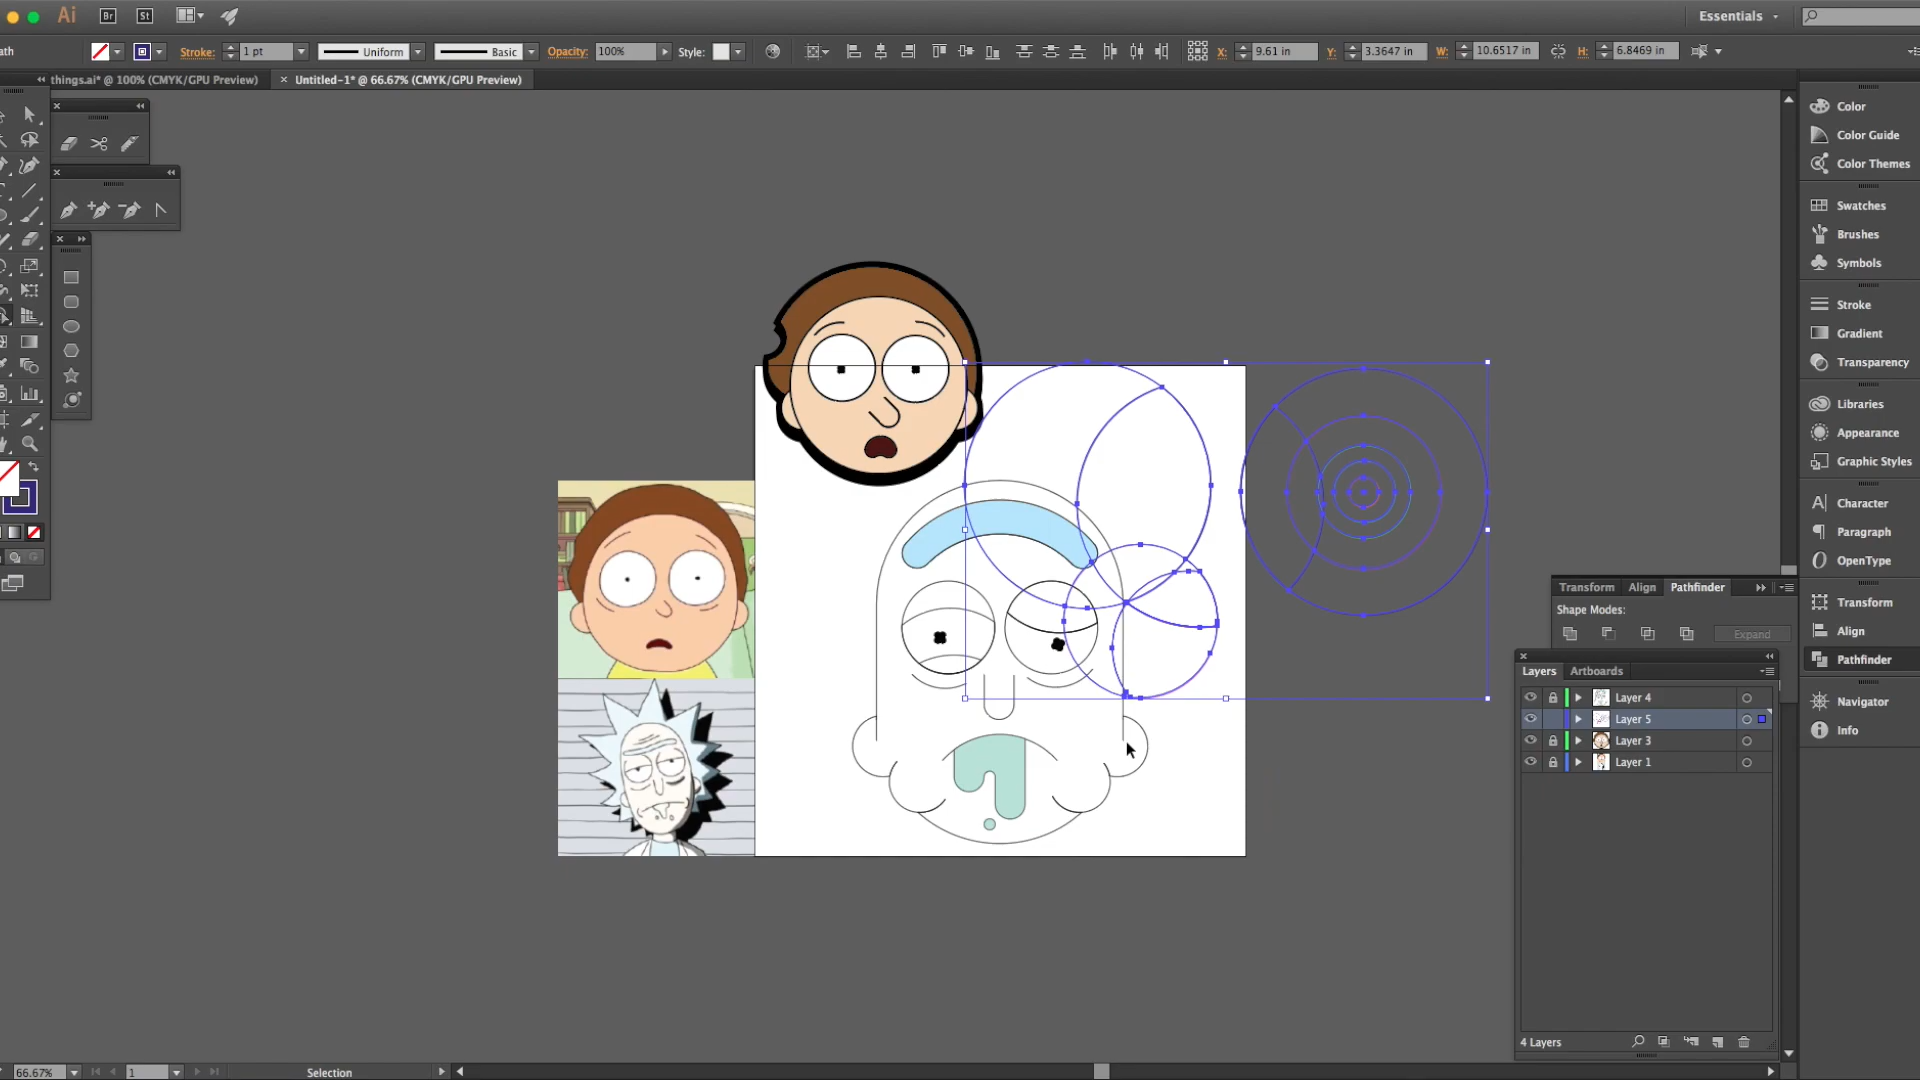 Ai Br St Essentials
ath Stroke: 1 pt Uniform Basic Opacity: 100% Style: X: 9.61 in Y: 3.3647 in W: 10.6517 in H: 6.8469 in
things.ai* @ 100% (CMYK/GPU Preview) × Untitled-1* @ 66.67% (CMYK/GPU Preview)
Color
Color Guide
Color Themes
Swatches
Brushes
Symbols
Stroke
Gradient
Transparency
Libraries
Appearance
Graphic Styles
Character
Paragraph
OpenType
Transform
Align
Pathfinder
Navigator
Info
Transform Align Pathfinder
Shape Modes:
Expand
Layers Artboards
Layer 4
Layer 5
Layer 3
Layer 1
4 Layers
66.67% 1 Selection